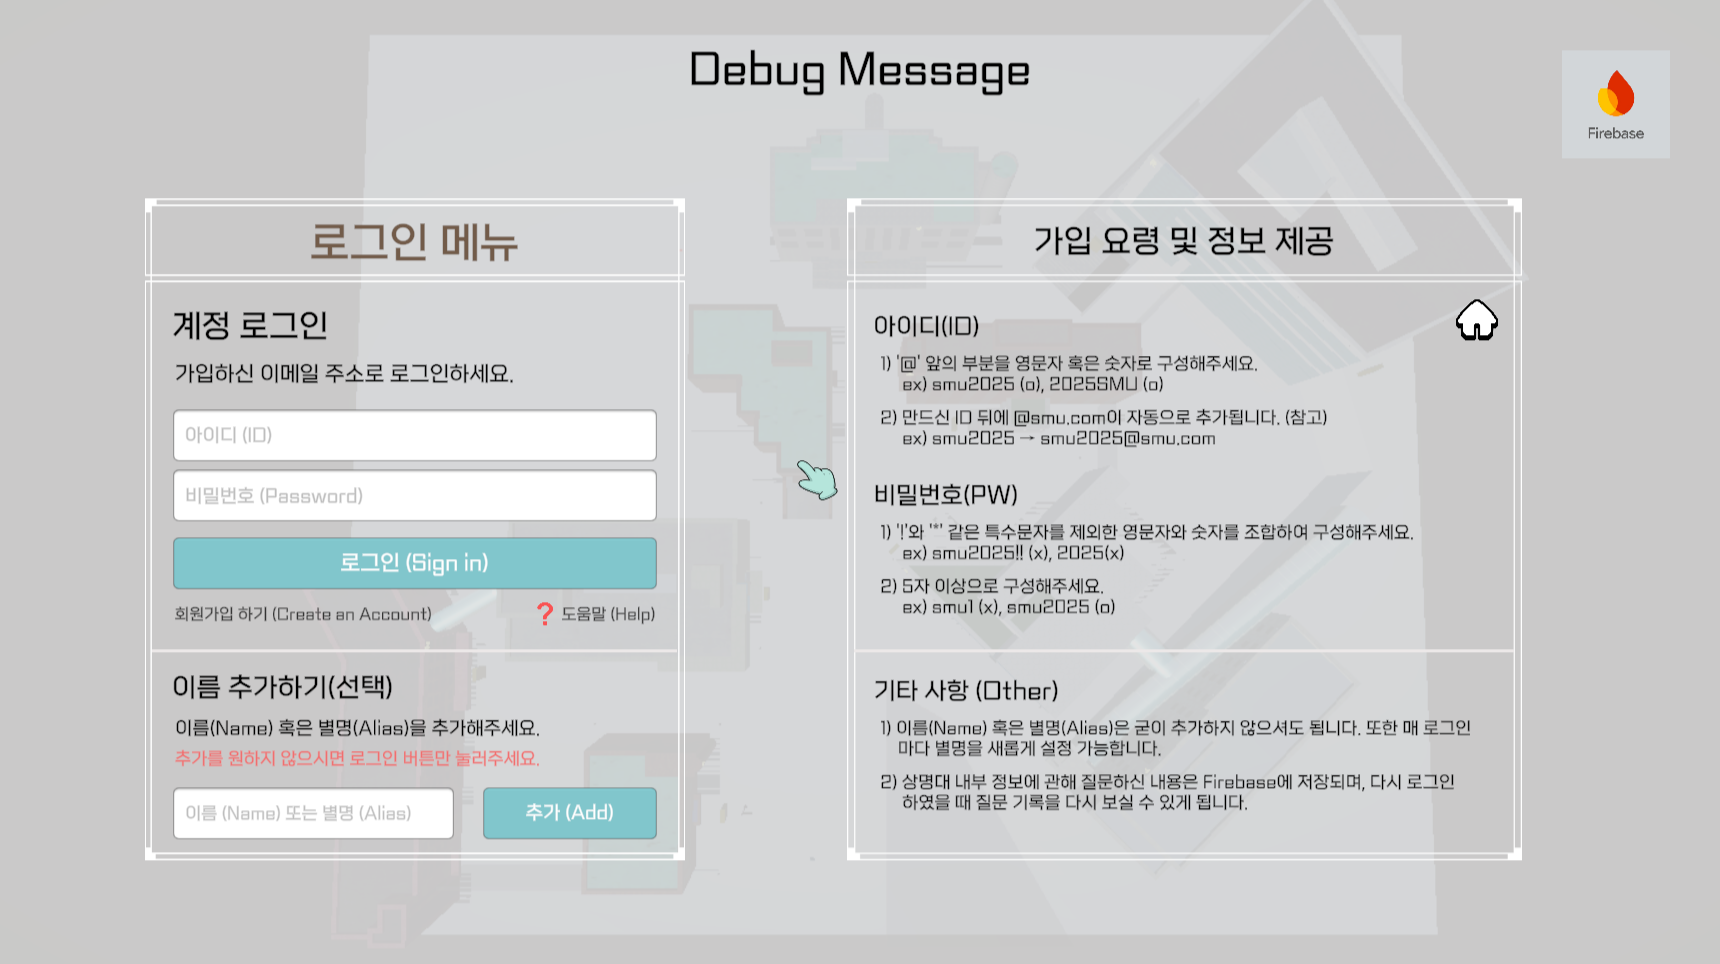 Debug Message
Firebase
로그인 메뉴
계정 로그인
가입하신 이메일 주소로 로그인하세요.
아이디 (ID)
비밀번호 (Password)
로그인 (Sign in)
회원가입 하기 (Create an Account)
❓ 도움말 (Help)
이름 추가하기(선택)
이름(Name) 혹은 별명(Alias)을 추가해주세요.
추가를 원하지 않으시면 로그인 버튼만 눌러주세요.
이름 (Name) 또는 별명 (Alias)
추가 (Add)
가입 요령 및 정보 제공
아이디(ID)
1) '@' 앞의 부분을 영문자 혹은 숫자로 구성해주세요.
ex) smu2025 (o), 2025SMU (o)
2) 만드신 ID 뒤에 @smu.com이 자동으로 추가됩니다. (참고)
ex) smu2025 → smu2025@smu.com
비밀번호(PW)
1) '!'와 '*' 같은 특수문자를 제외한 영문자와 숫자를 조합하여 구성해주세요.
ex) smu2025!! (x), 2025(x)
2) 5자 이상으로 구성해주세요.
ex) smu1 (x), smu2025 (o)
기타 사항 (Other)
1) 이름(Name) 혹은 별명(Alias)은 굳이 추가하지 않으셔도 됩니다. 또한 매 로그인
마다 별명을 새롭게 설정 가능합니다.
2) 상명대 내부 정보에 관해 질문하신 내용은 Firebase에 저장되며, 다시 로그인
하였을 때 질문 기록을 다시 보실 수 있게 됩니다.